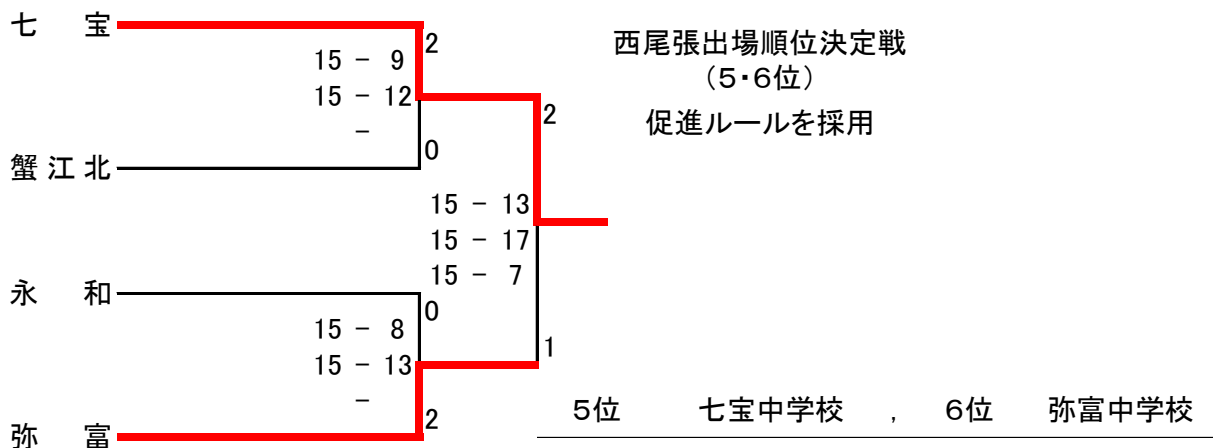 七 宝
2
15 - 9
15 - 12
-
0
蟹江北
西尾張出場順位決定戦
(5・6位)
促進ルールを採用
2
15 - 13
15 - 17
15 - 7
1
永 和
0
15 - 8
15 - 13
-
2
弥 富
5位 七宝中学校 , 6位 弥富中学校